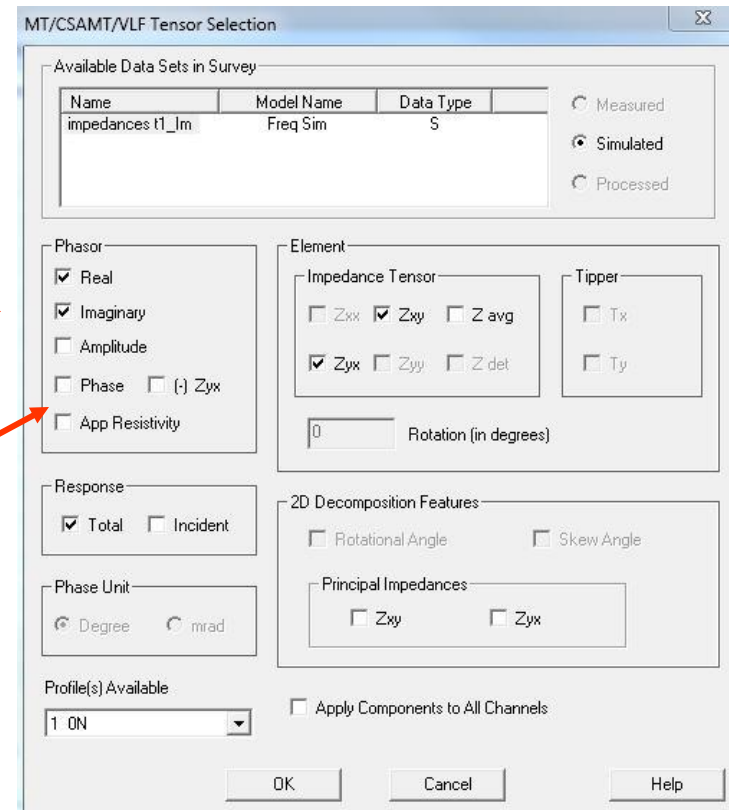 MT/CSAMT/VLF Tensor Selection
Available Data Sets in Survey
Name Model Name Data Type
impedances t1_Im Freq Sim S
Measured
Simulated
Processed
Phasor
Real
Imaginary
Amplitude
Phase (-) Zyx
App Resistivity
Element
Impedance Tensor
Zxx Zxy Z avg
Zyx Zyy Z det
Tipper
Tx
Ty
0 Rotation (in degrees)
Response
Total Incident
2D Decomposition Features
Rotational Angle Skew Angle
Principal Impedances
Zxy Zyx
Phase Unit
Degree mrad
Profile(s) Available
1 0N
Apply Components to All Channels
OK Cancel Help